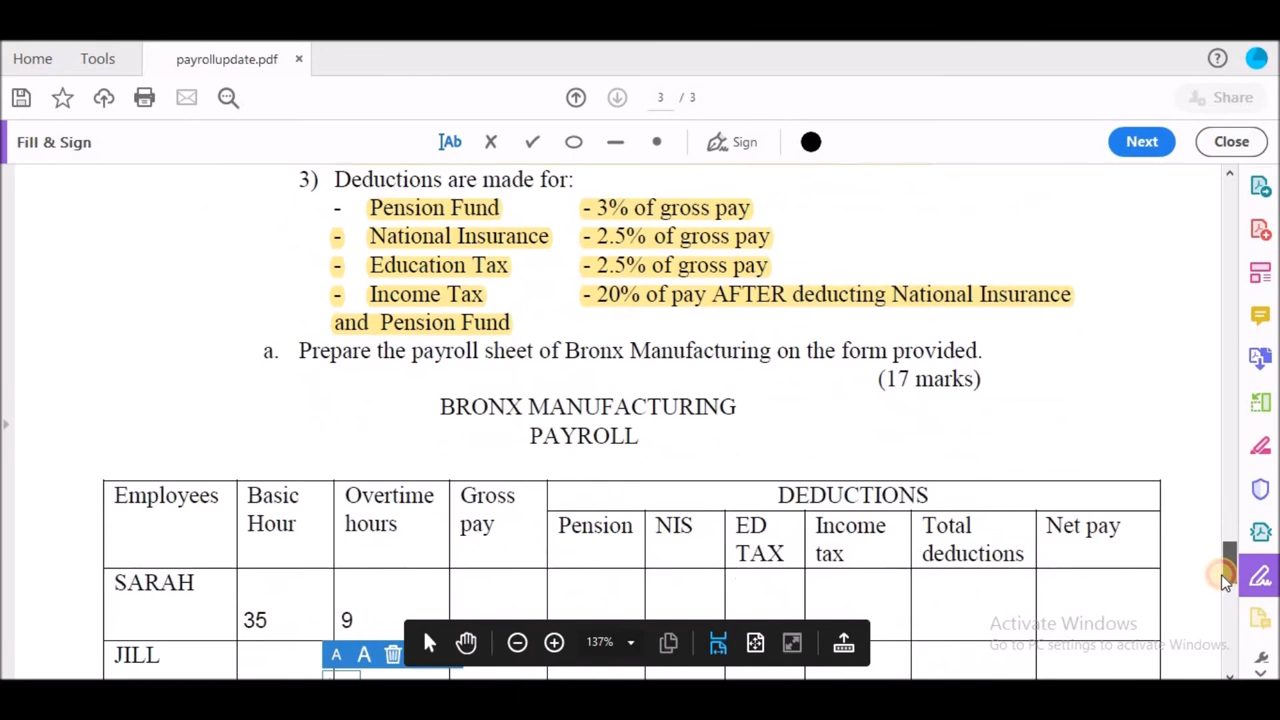 Home Tools payrollupdate.pdf ×
3 / 3 Share
Fill & Sign Ab Sign Next Close
3) Deductions are made for:
- Pension Fund - 3% of gross pay
- National Insurance - 2.5% of gross pay
- Education Tax - 2.5% of gross pay
- Income Tax - 20% of pay AFTER deducting National Insurance
and Pension Fund
a. Prepare the payroll sheet of Bronx Manufacturing on the form provided.
(17 marks)
BRONX MANUFACTURING
PAYROLL
Employees Basic Hour Overtime hours Gross pay DEDUCTIONS
Pension NIS ED TAX Income tax Total deductions Net pay
SARAH
35 9
JILL
A A
137%
Activate Windows
Go to PC settings to activate Windows.